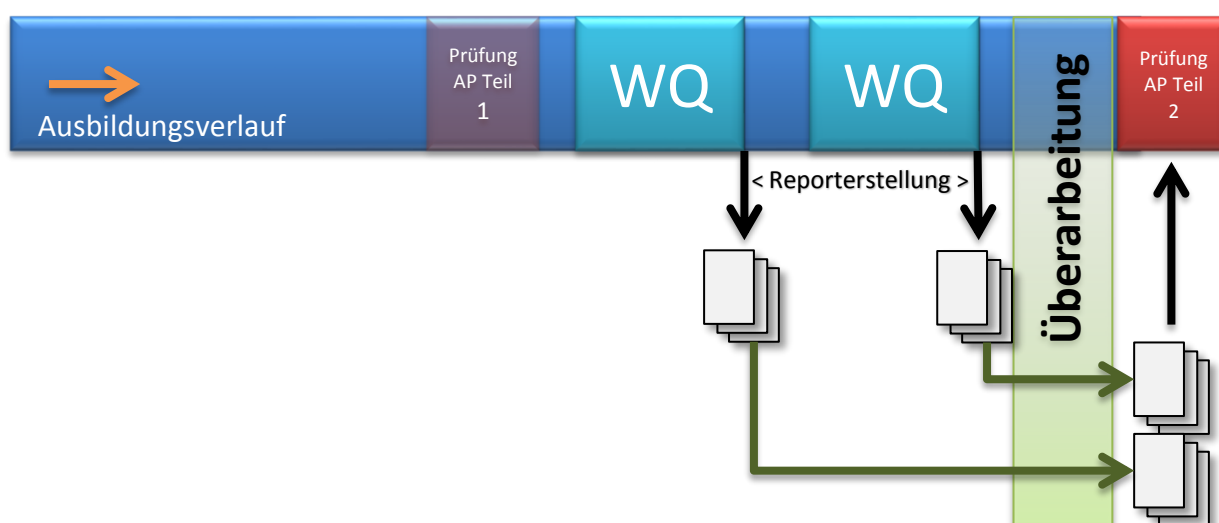 Ausbildungsverlauf
Prüfung
AP Teil
1
WQ
WQ
Überarbeitung
Prüfung
AP Teil
2
< Reporterstellung >